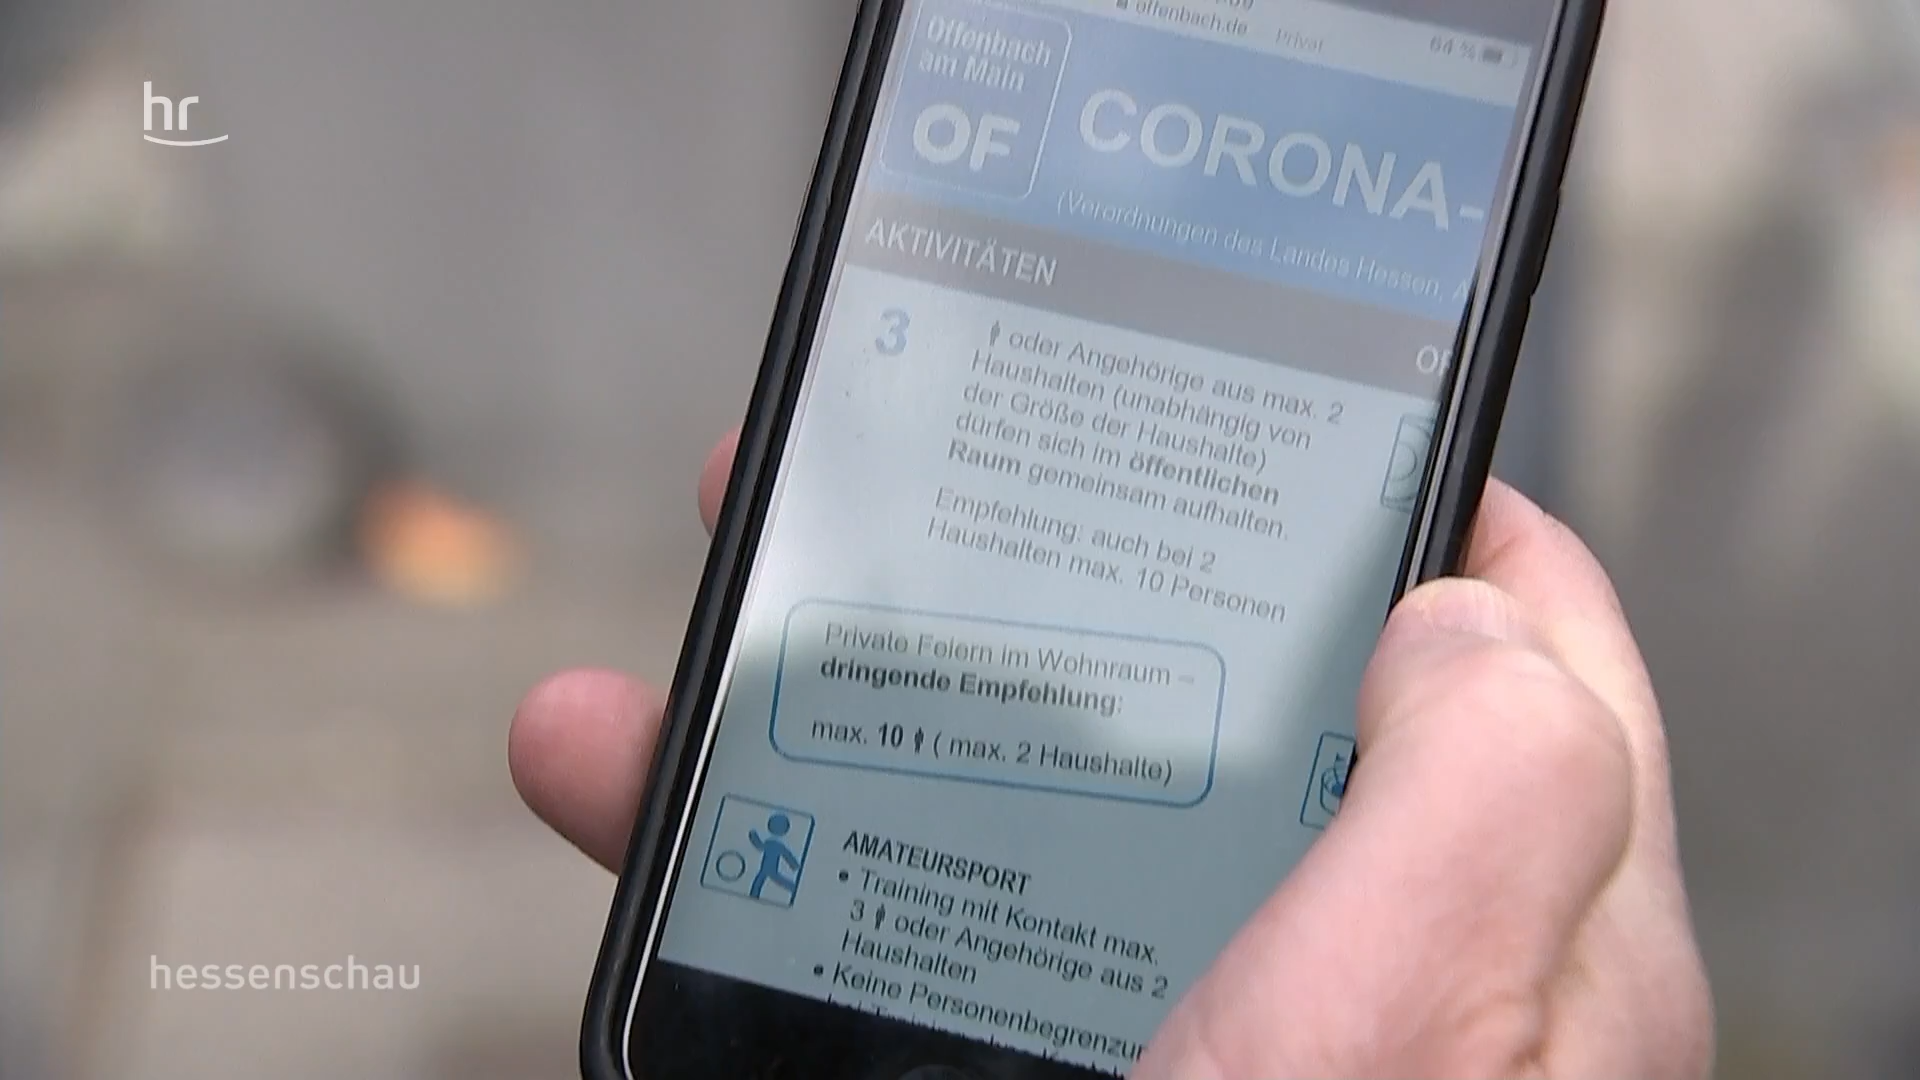 hr
offenbach.de Privat 64 %
Offenbach
am Main
OF
CORONA-
(Verordnungen des Landes Hessen, A
AKTIVITÄTEN
OF
3
oder Angehörige aus max. 2
Haushalten (unabhängig von
der Größe der Haushalte)
dürfen sich im öffentlichen
Raum gemeinsam aufhalten.
Empfehlung: auch bei 2
Haushalten max. 10 Personen
Private Feiern im Wohnraum –
dringende Empfehlung:
max. 10 ( max. 2 Haushalte)
AMATEURSPORT
• Training mit Kontakt max.
3 oder Angehörige aus 2
Haushalten
• Keine Personenbegrenzun
hessenschau